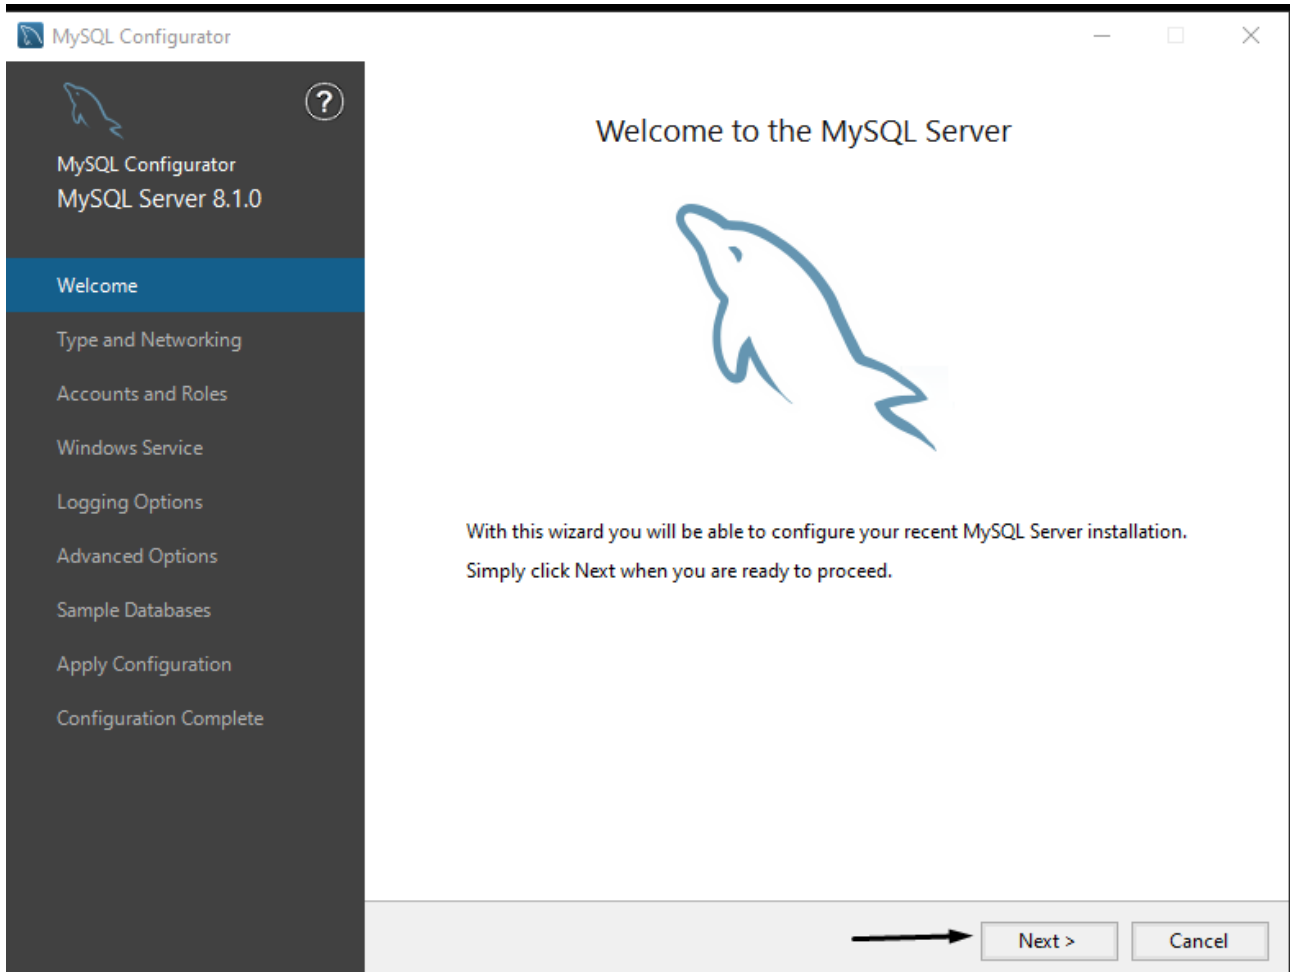 MySQL Configurator
?
MySQL Configurator
MySQL Server 8.1.0
Welcome
Type and Networking
Accounts and Roles
Windows Service
Logging Options
Advanced Options
Sample Databases
Apply Configuration
Configuration Complete
Welcome to the MySQL Server
With this wizard you will be able to configure your recent MySQL Server installation.
Simply click Next when you are ready to proceed.
Next >
Cancel